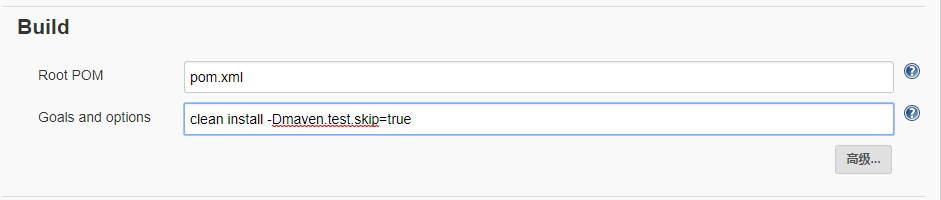 Build
Root POM
pom.xml
Goals and options
clean install -Dmaven.test.skip=true
高级...